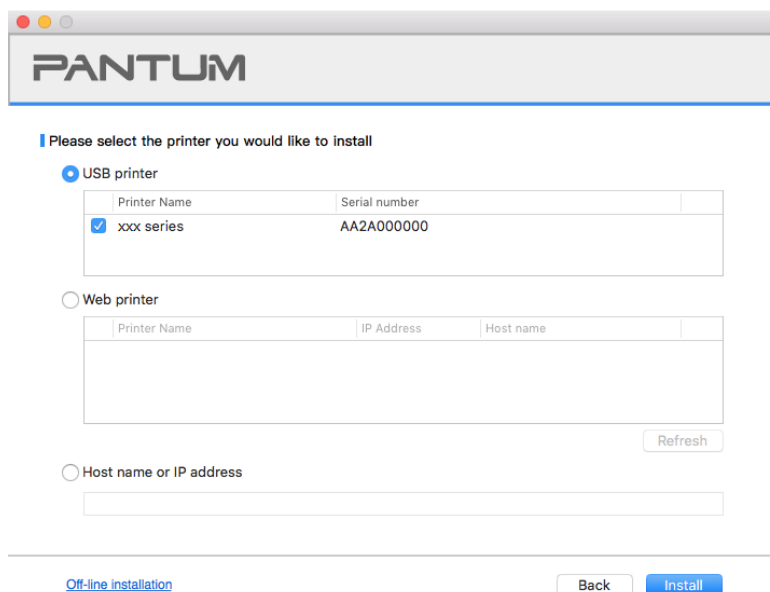 PANTUM
Please select the printer you would like to install
USB printer
Printer Name Serial number
xxx series AA2A000000
Web printer
Printer Name IP Address Host name
Refresh
Host name or IP address
Off-line installation Back Install